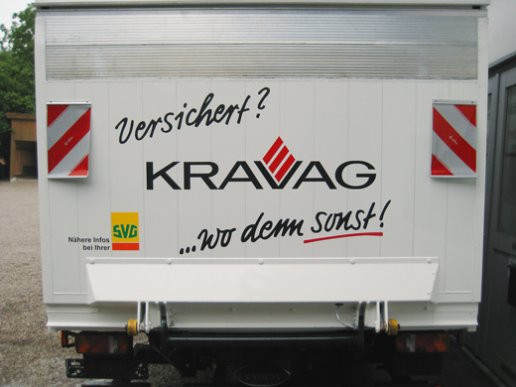 Versichert?
KRAVAG
...wo denn sonst!
Nähere Infos
bei Ihrer
SVG